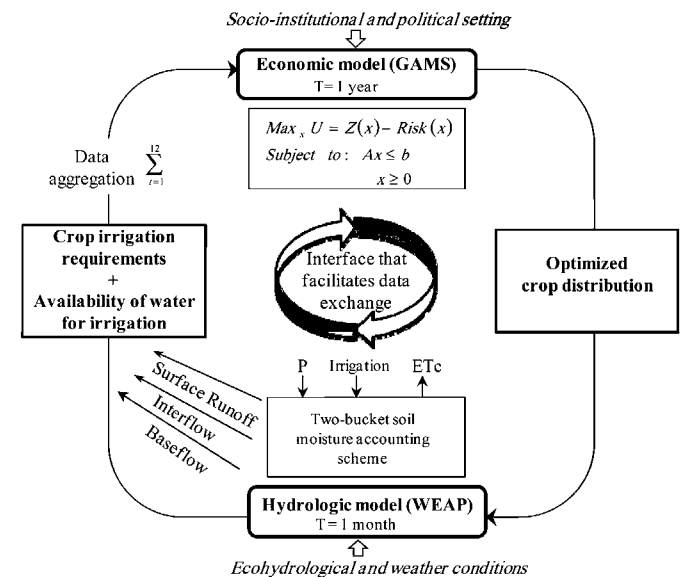 Socio-institutional and political setting
Economic model (GAMS)
T= 1 year
Max x U = Z(x) − Risk(x)
Subject to : Ax ≤ b
x ≥ 0
Data
aggregation
12
∑
t=1
Crop irrigation
requirements
+
Availability of water
for irrigation
Interface that
facilitates data
exchange
Optimized
crop distribution
P Irrigation ETc
Surface Runoff
Interflow
Baseflow
Two-bucket soil
moisture accounting
scheme
Hydrologic model (WEAP)
T = 1 month
Ecohydrological and weather conditions